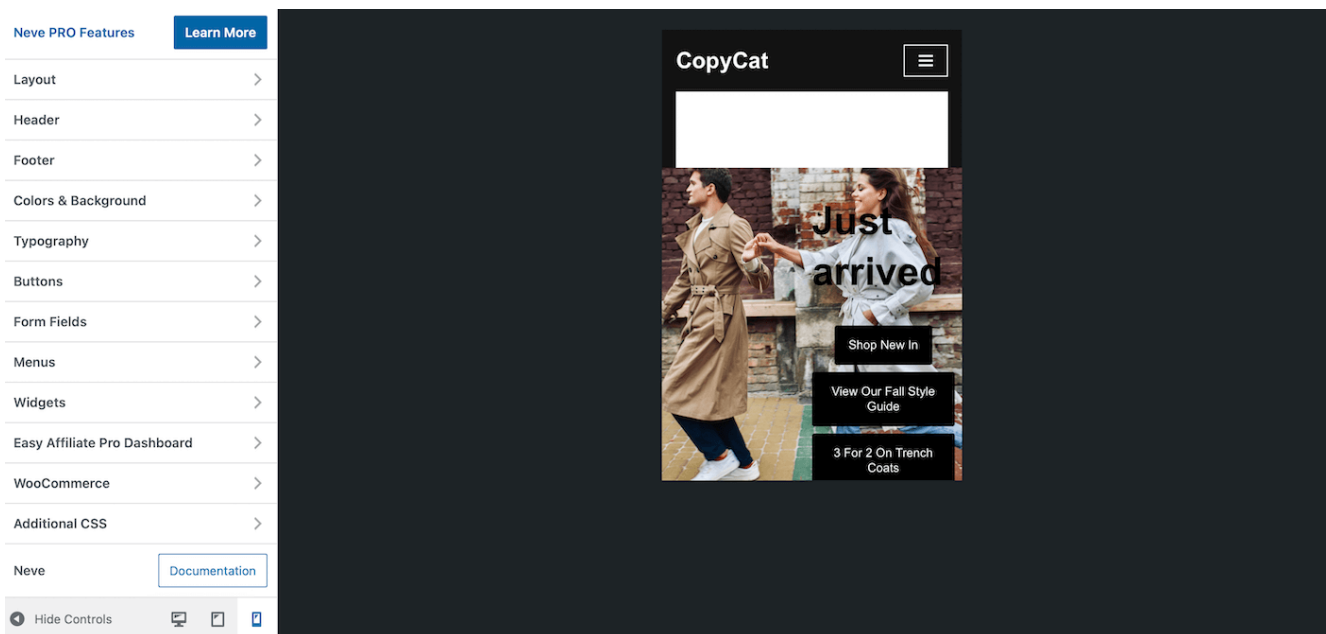 Neve PRO Features
Learn More
Layout
Header
Footer
Colors & Background
Typography
Buttons
Form Fields
Menus
Widgets
Easy Affiliate Pro Dashboard
WooCommerce
Additional CSS
Neve
Documentation
Hide Controls
CopyCat
Just
arrived
Shop New In
View Our Fall Style
Guide
3 For 2 On Trench
Coats